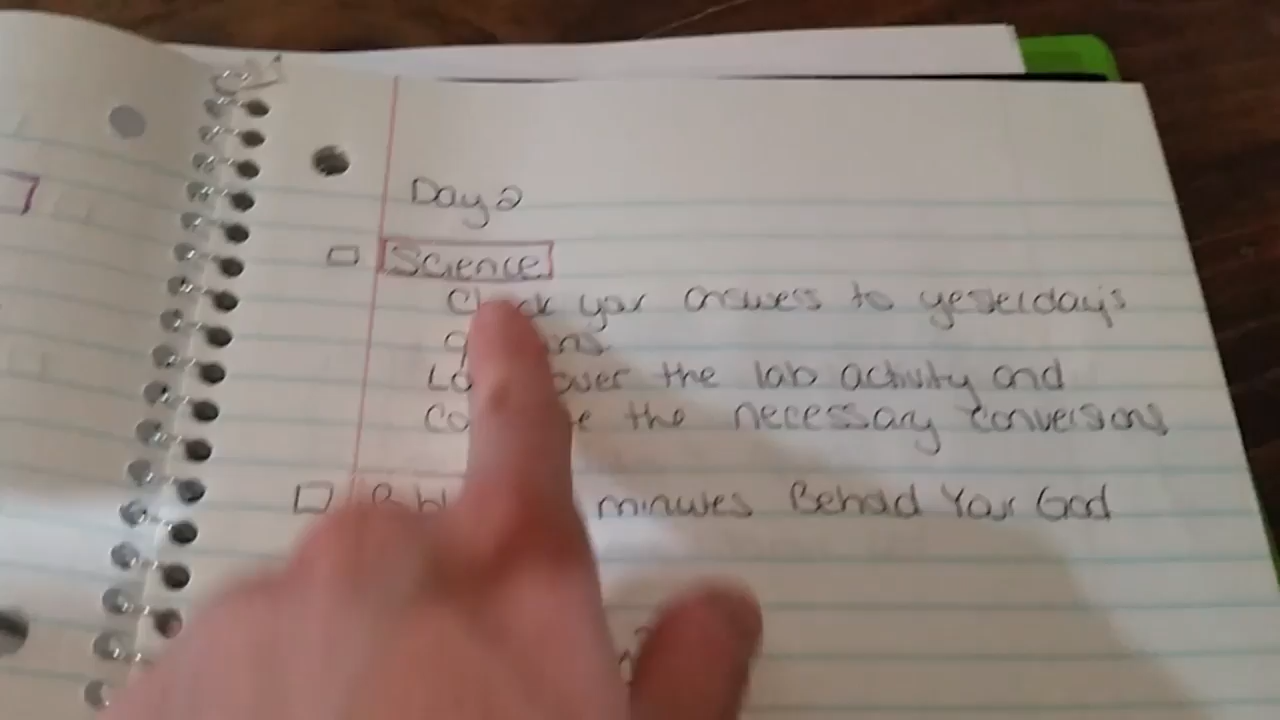 Day 2
Science
your answers to yesterday's
over the lab activity and
the necessary conversions
minutes Behold Your God